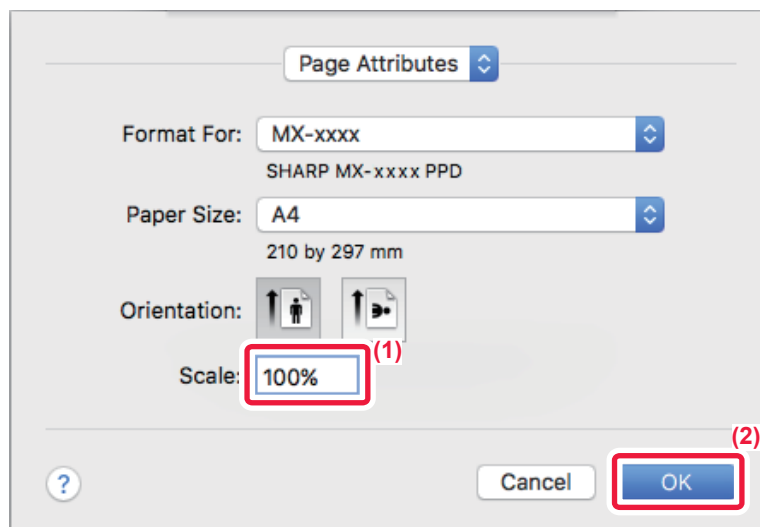 Page Attributes
Format For: MX-xxxx
SHARP MX-xxxx PPD
Paper Size: A4
210 by 297 mm
Orientation:
(1)
Scale: 100%
(2)
? Cancel OK